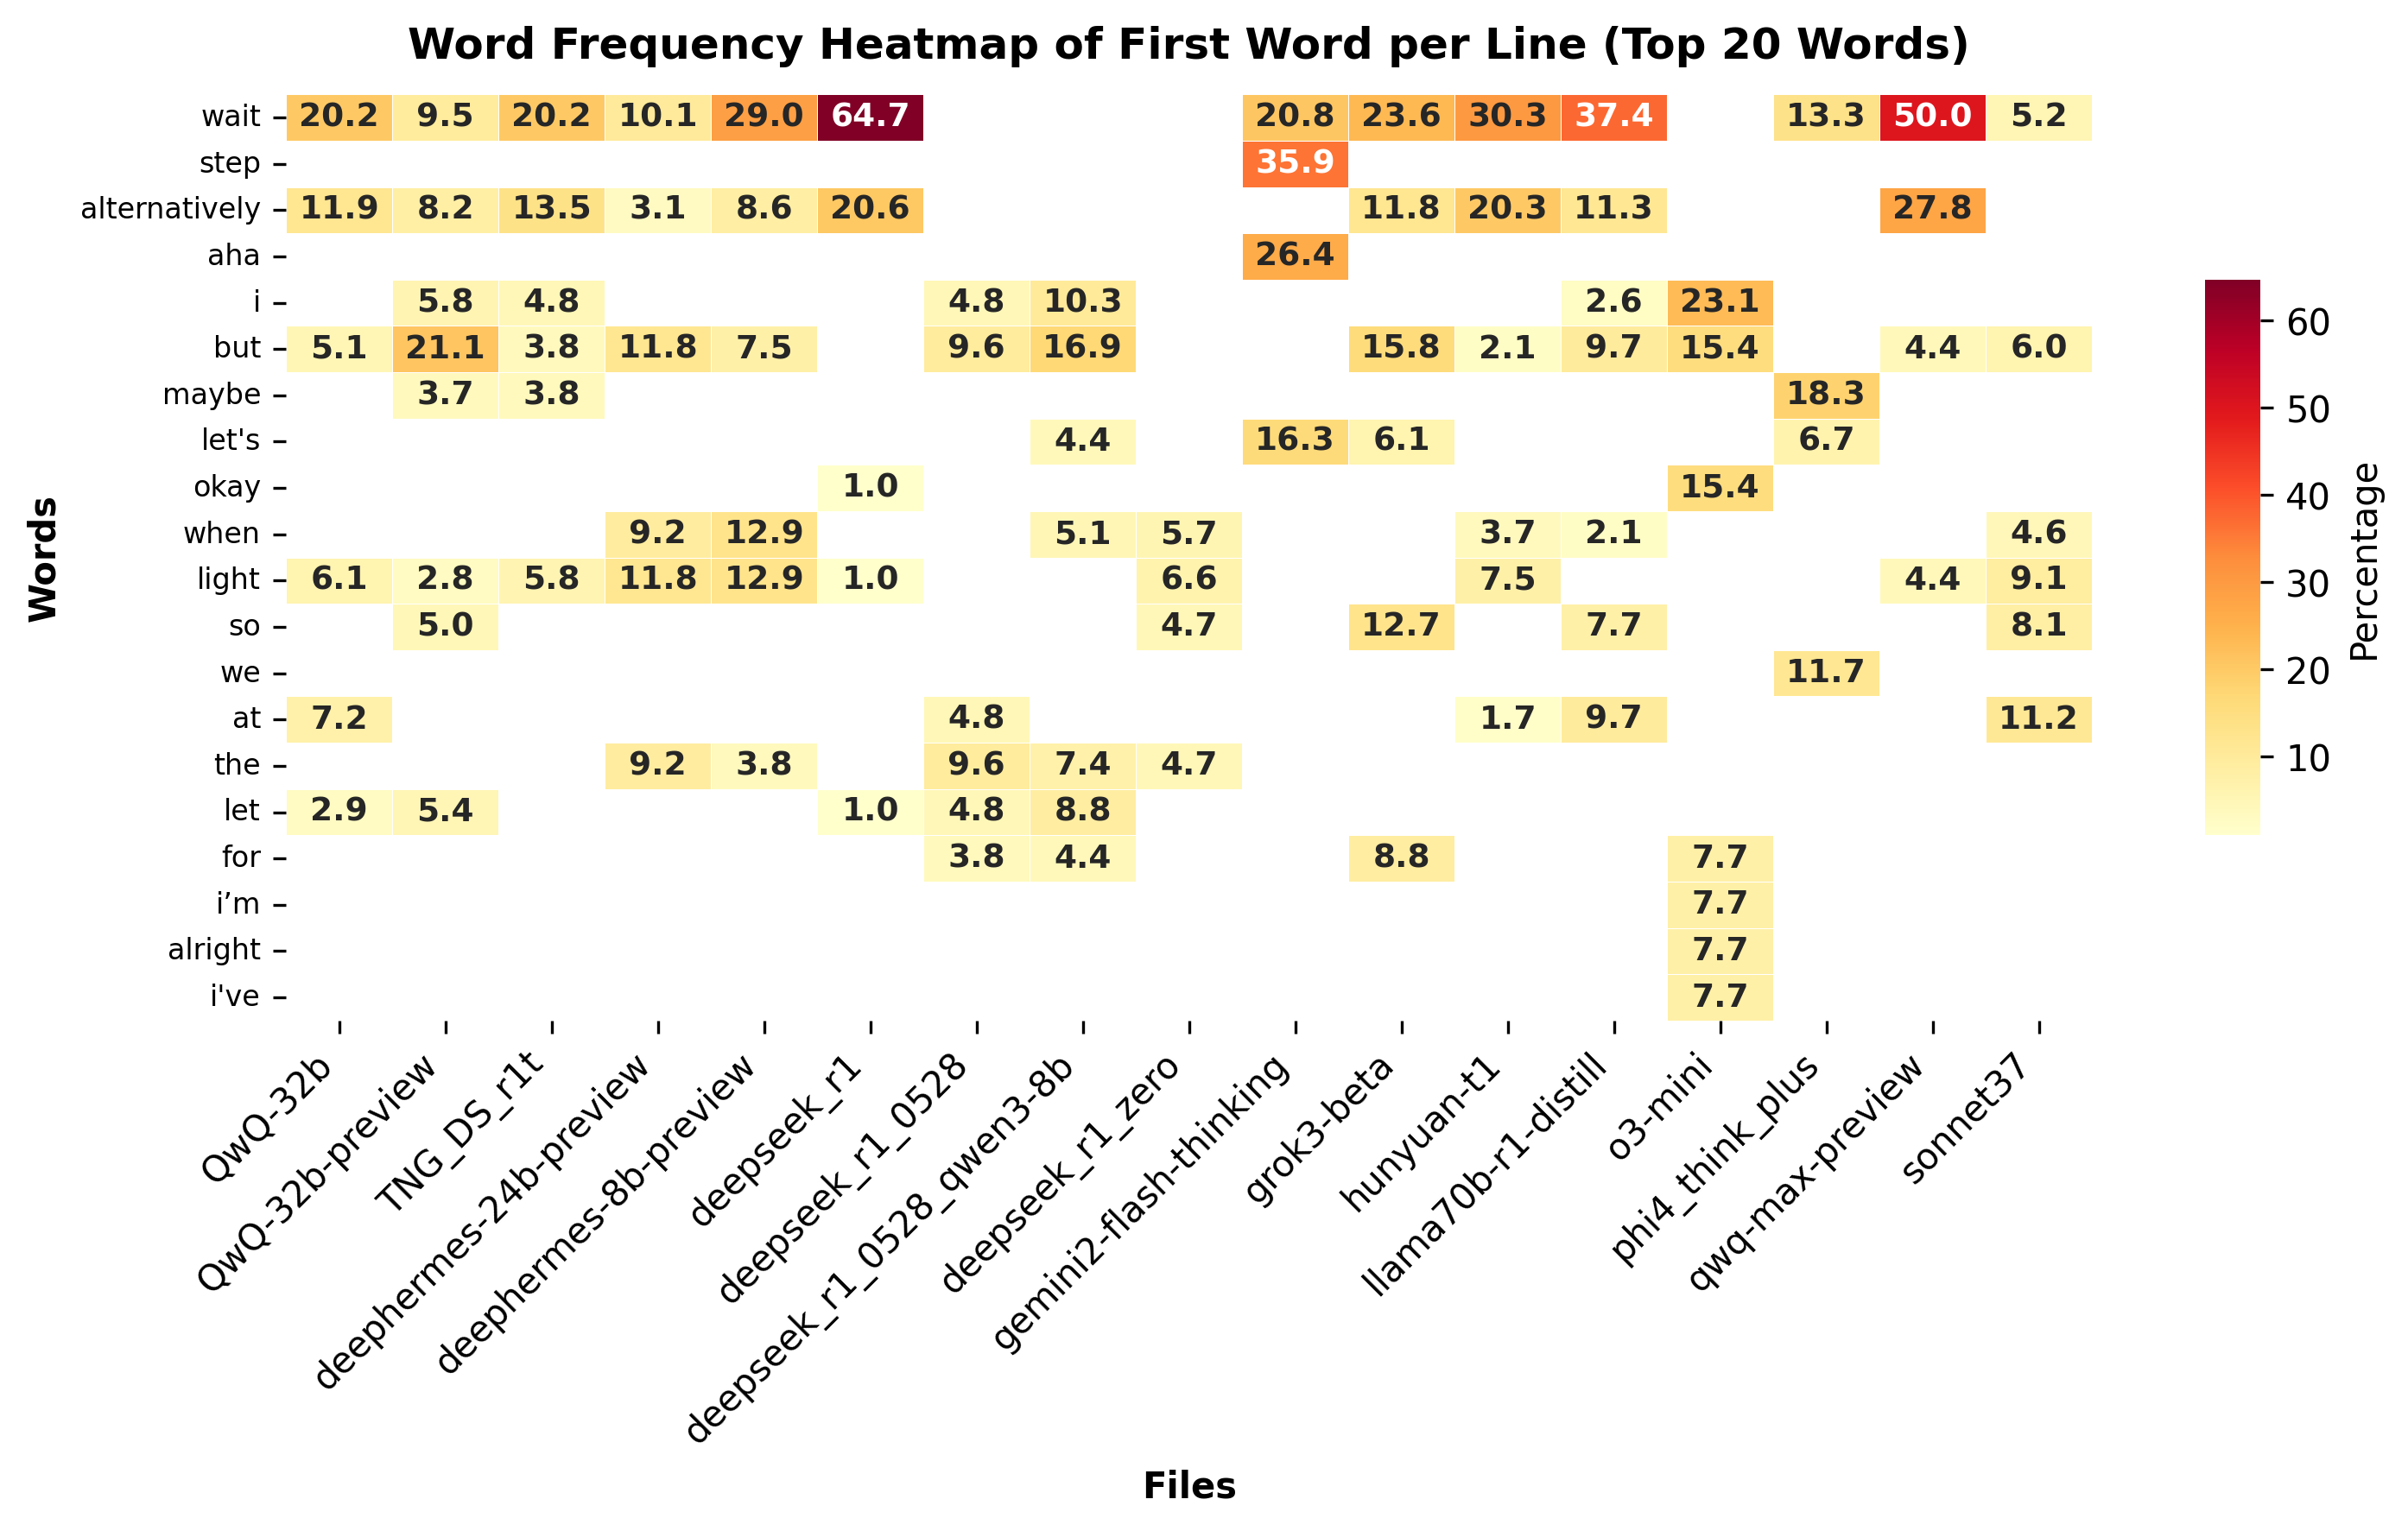 Word Frequency Heatmap of First Word per Line (Top 20 Words)
wait 20.2 9.5 20.2 10.1 29.0 64.7 20.8 23.6 30.3 37.4 13.3 50.0 5.2
step 35.9
alternatively 11.9 8.2 13.5 3.1 8.6 20.6 11.8 20.3 11.3 27.8
aha 26.4
i 5.8 4.8 4.8 10.3 2.6 23.1
but 5.1 21.1 3.8 11.8 7.5 9.6 16.9 15.8 2.1 9.7 15.4 4.4 6.0
maybe 3.7 3.8 18.3
let's 4.4 16.3 6.1 6.7
okay 1.0 15.4
when 9.2 12.9 5.1 5.7 3.7 2.1 4.6
light 6.1 2.8 5.8 11.8 12.9 1.0 6.6 7.5 4.4 9.1
so 5.0 4.7 12.7 7.7 8.1
we 11.7
at 7.2 4.8 1.7 9.7 11.2
the 9.2 3.8 9.6 7.4 4.7
let 2.9 5.4 1.0 4.8 8.8
for 3.8 4.4 8.8 7.7
i’m 7.7
alright 7.7
i've 7.7
Words
QwQ-32b
QwQ-32b-preview
TNG_DS_r1t
deephermes-24b-preview
deephermes-8b-preview
deepseek_r1
deepseek_r1_0528
deepseek_r1_0528_qwen3-8b
deepseek_r1_zero
gemini2-flash-thinking
grok3-beta
hunyuan-t1
llama70b-r1-distill
o3-mini
phi4_think_plus
qwq-max-preview
sonnet37
Files
60
50
40
30
20
10
Percentage